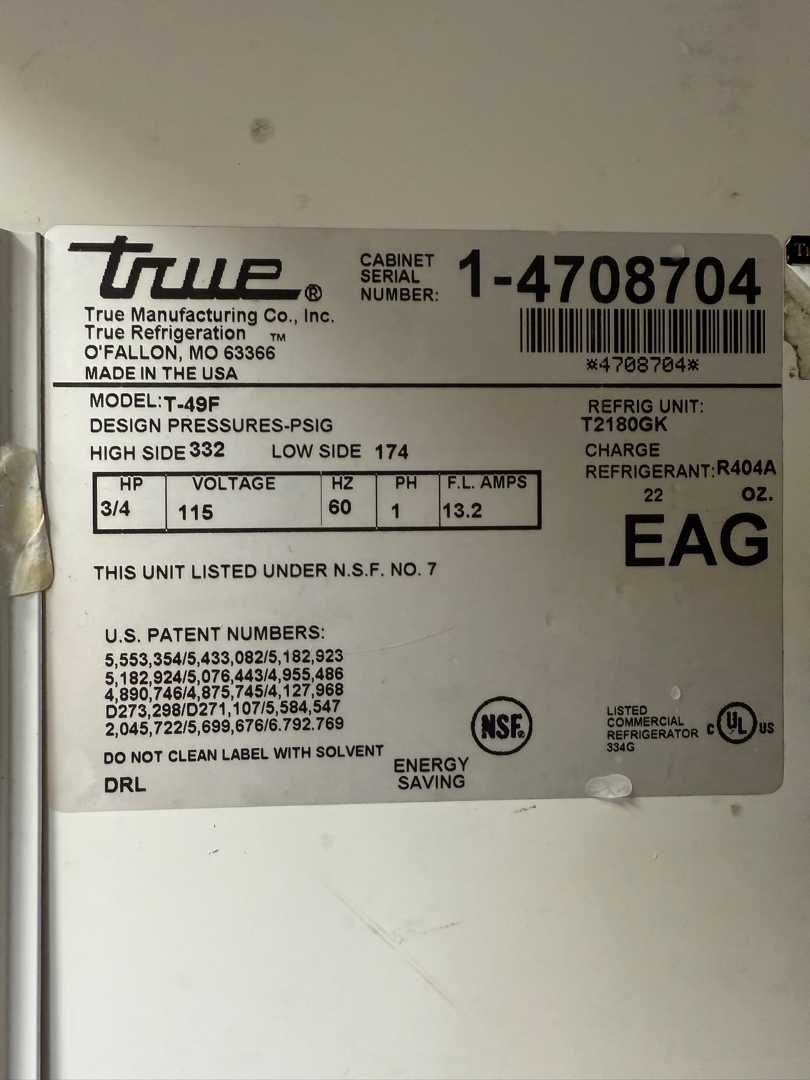 true®
True Manufacturing Co., Inc.
True Refrigeration TM
O'FALLON, MO 63366
MADE IN THE USA
CABINET
SERIAL
NUMBER: 1-4708704
*4708704*
MODEL:T-49F
DESIGN PRESSURES-PSIG
HIGH SIDE 332 LOW SIDE 174
REFRIG UNIT:
T2180GK
CHARGE
REFRIGERANT:R404A
22 OZ.
EAG
HP VOLTAGE HZ PH F.L. AMPS
3/4 115 60 1 13.2
THIS UNIT LISTED UNDER N.S.F. NO. 7
U.S. PATENT NUMBERS:
5,553,354/5,433,082/5,182,923
5,182,924/5,076,443/4,955,486
4,890,746/4,875,745/4,127,968
D273,298/D271,107/5,584,547
2,045,722/5,699,676/6.792.769
DO NOT CLEAN LABEL WITH SOLVENT
DRL
ENERGY
SAVING
NSF®
LISTED
COMMERCIAL
REFRIGERATOR
334G
C UL US